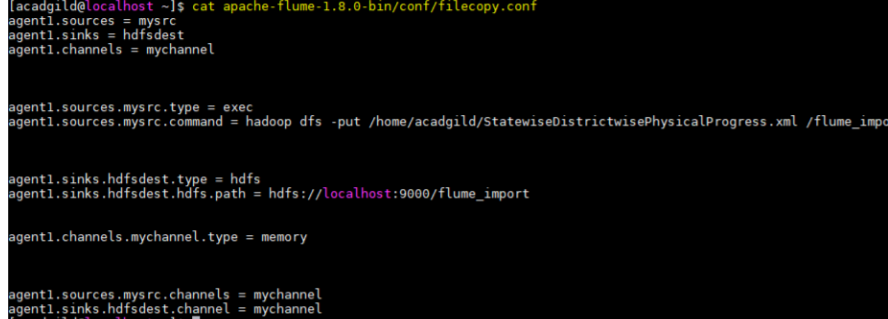 [acadgild@localhost ~]$ cat apache-flume-1.8.0-bin/conf/filecopy.conf
agent1.sources = mysrc
agent1.sinks = hdfsdest
agent1.channels = mychannel
agent1.sources.mysrc.type = exec
agent1.sources.mysrc.command = hadoop dfs -put /home/acadgild/StatewiseDistrictwisePhysicalProgress.xml /flume_impo
agent1.sinks.hdfsdest.type = hdfs
agent1.sinks.hdfsdest.hdfs.path = hdfs://localhost:9000/flume_import
agent1.channels.mychannel.type = memory
agent1.sources.mysrc.channels = mychannel
agent1.sinks.hdfsdest.channel = mychannel